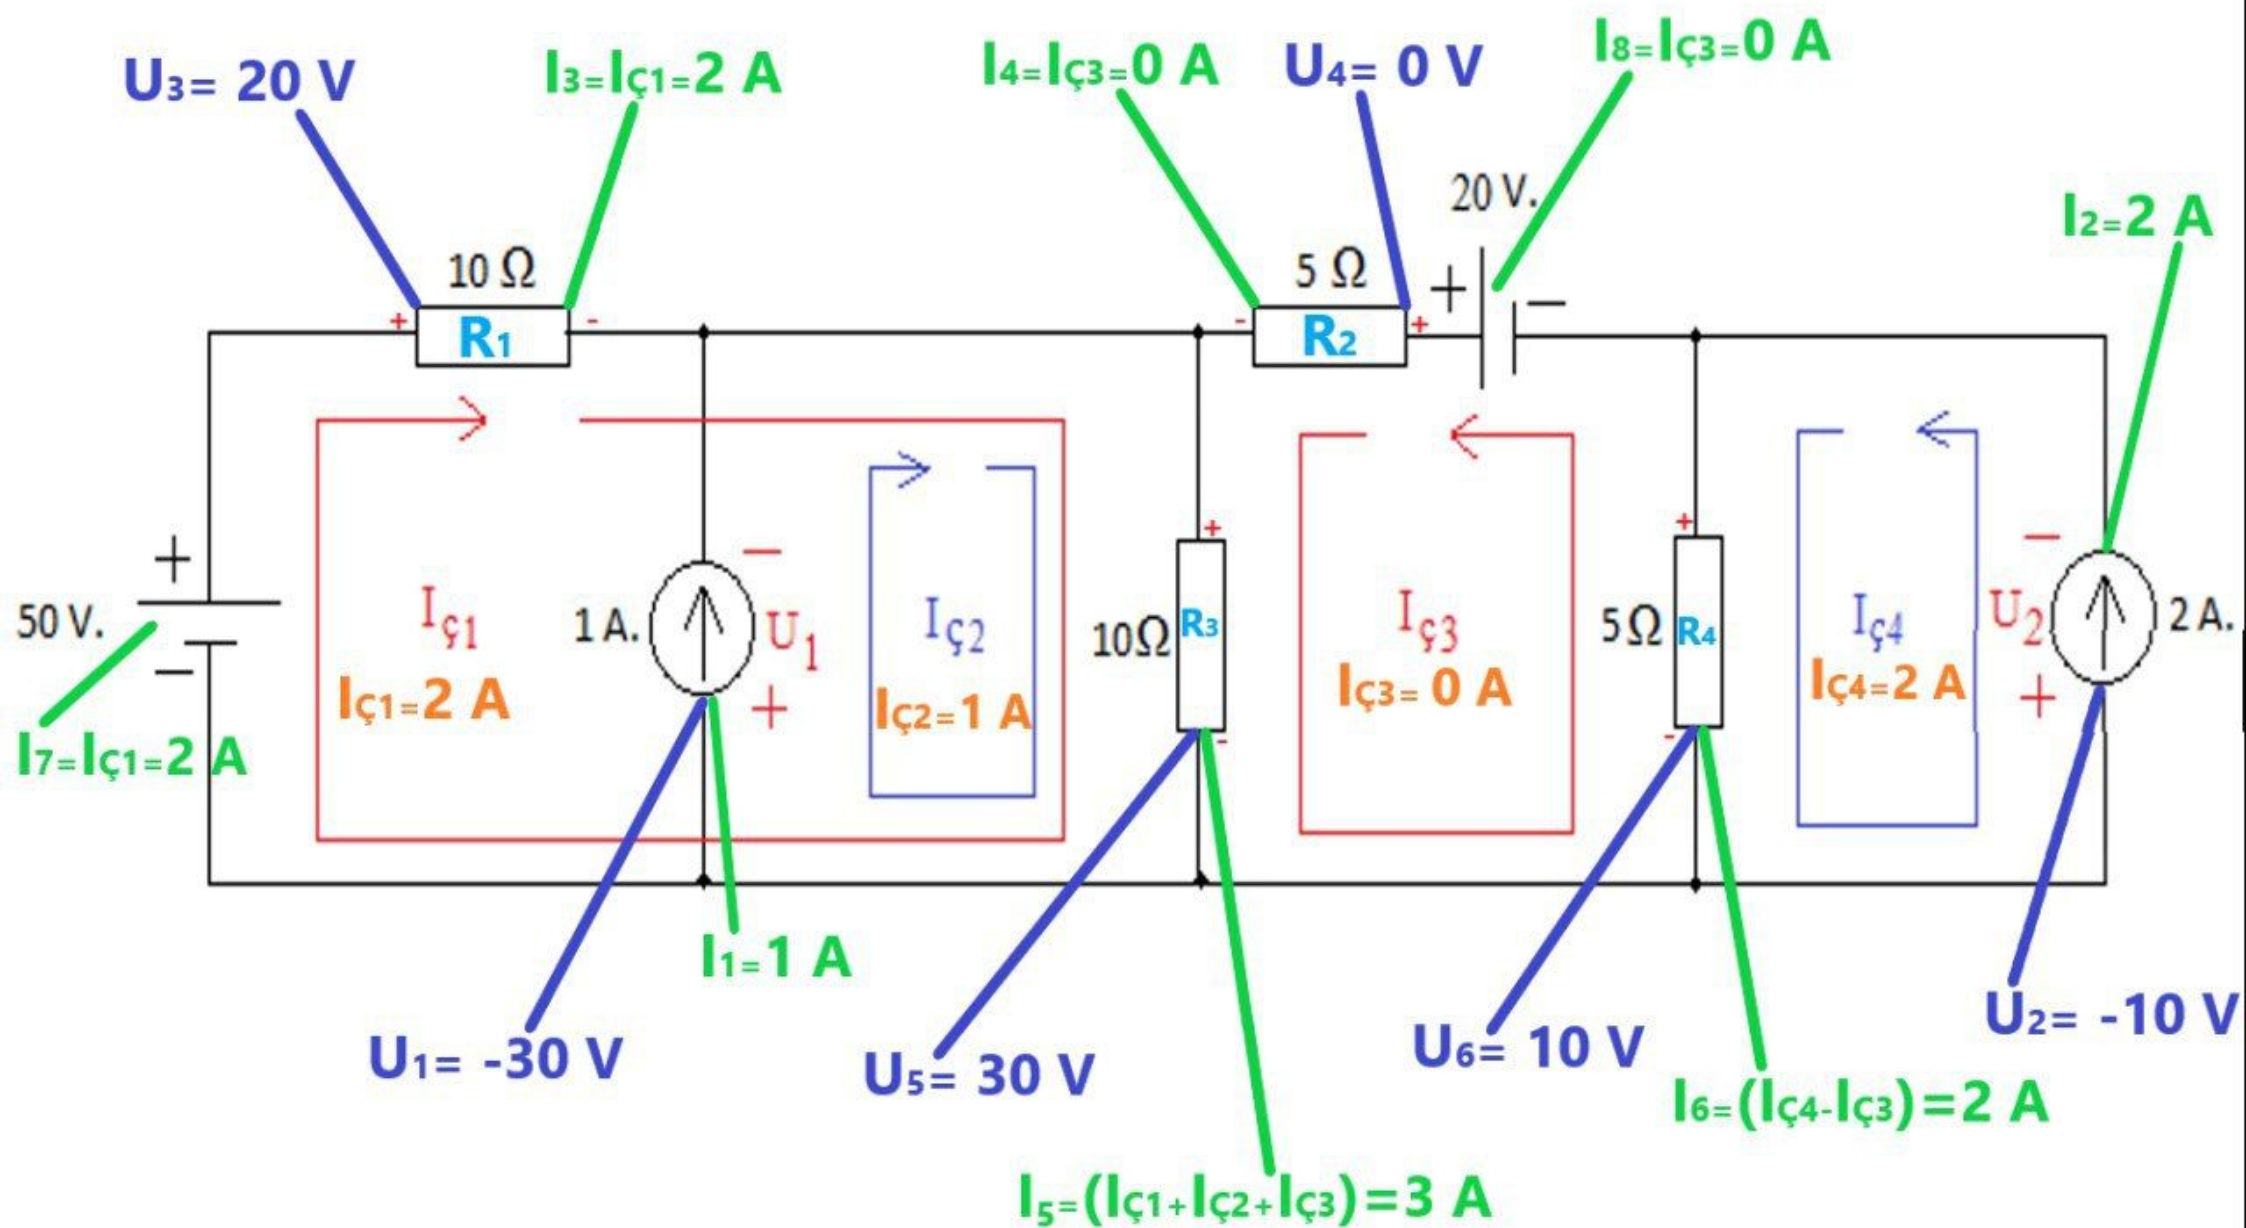 U3= 20 V
I3=IÇ1=2 A
I4=IÇ3=0 A
U4= 0 V
I8=IÇ3=0 A
20 V.
I2=2 A
10 Ω
5 Ω
+
−
+
R1
-
-
R2
+
+
50 V.
−
Iç1
IÇ1=2 A
I7=IÇ1=2 A
1 A.
−
U1
+
Iç2
IÇ2=1 A
+
10Ω
R3
-
Iç3
IÇ3= 0 A
+
5Ω
R4
-
Iç4
IÇ4=2 A
−
U2
+
2 A.
I1=1 A
U1= -30 V
U5= 30 V
U6= 10 V
U2= -10 V
I6=(IÇ4-IÇ3)=2 A
I5=(IÇ1+IÇ2+IÇ3)=3 A